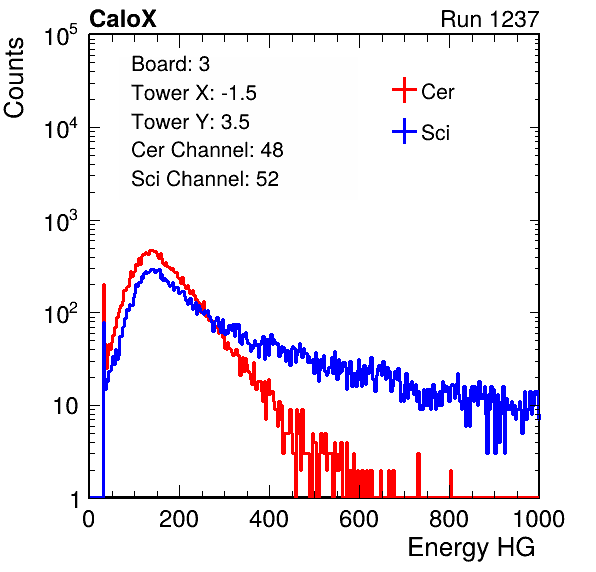 CaloX Run 1237
Counts
Board: 3
Tower X: -1.5
Tower Y: 3.5
Cer Channel: 48
Sci Channel: 52
Cer
Sci
10^5
10^4
10^3
10^2
10
1
0 200 400 600 800 1000
Energy HG